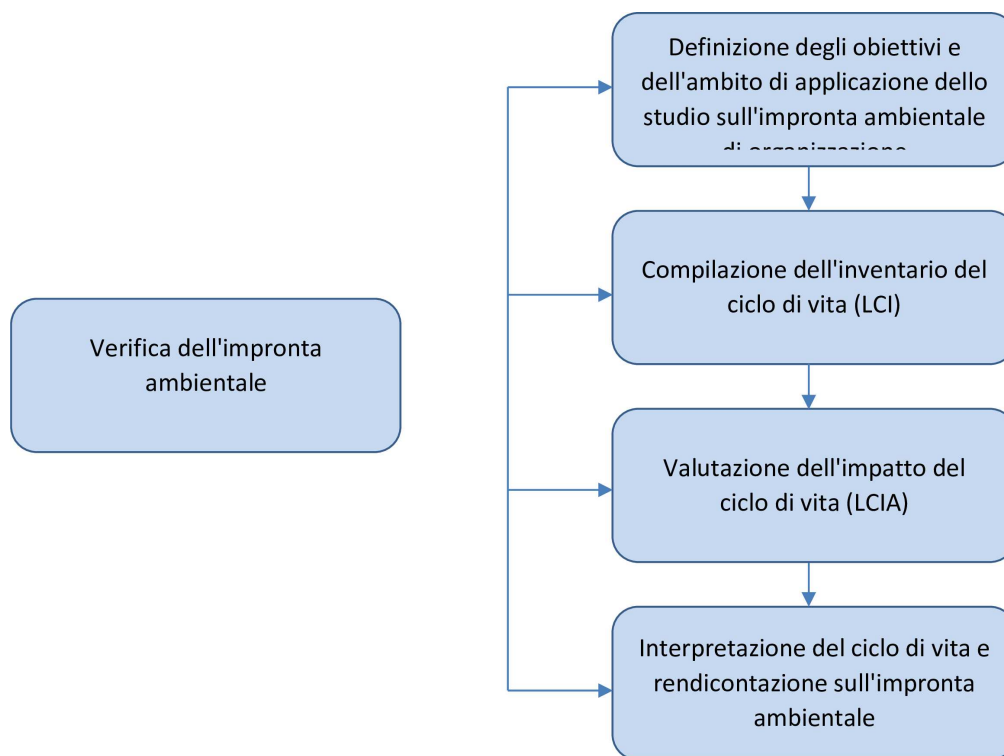 Definizione degli obiettivi e
dell'ambito di applicazione dello
studio sull'impronta ambientale
di organizzazione
Compilazione dell'inventario del
ciclo di vita (LCI)
Verifica dell'impronta
ambientale
Valutazione dell'impatto del
ciclo di vita (LCIA)
Interpretazione del ciclo di vita e
rendicontazione sull'impronta
ambientale